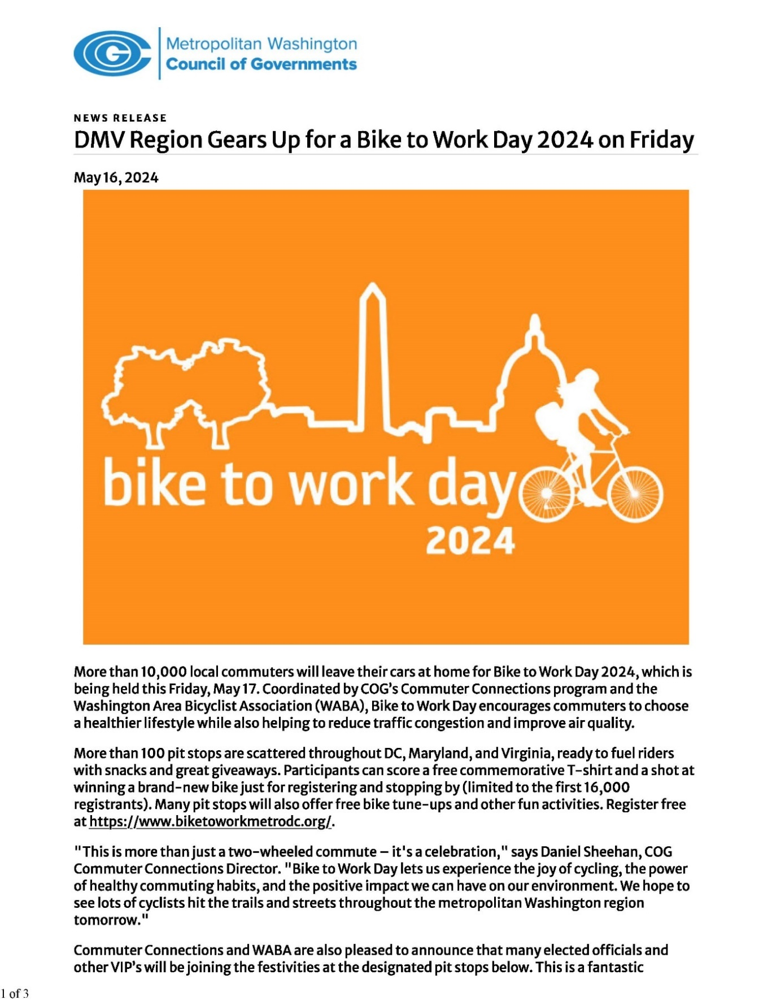 Metropolitan Washington
Council of Governments
NEWS RELEASE
DMV Region Gears Up for a Bike to Work Day 2024 on Friday
May 16, 2024
bike to work day
2024
More than 10,000 local commuters will leave their cars at home for Bike to Work Day 2024, which is
being held this Friday, May 17. Coordinated by COG’s Commuter Connections program and the
Washington Area Bicyclist Association (WABA), Bike to Work Day encourages commuters to choose
a healthier lifestyle while also helping to reduce traffic congestion and improve air quality.
More than 100 pit stops are scattered throughout DC, Maryland, and Virginia, ready to fuel riders
with snacks and great giveaways. Participants can score a free commemorative T-shirt and a shot at
winning a brand-new bike just for registering and stopping by (limited to the first 16,000
registrants). Many pit stops will also offer free bike tune-ups and other fun activities. Register free
at https://www.biketoworkmetrodc.org/.
"This is more than just a two-wheeled commute – it's a celebration," says Daniel Sheehan, COG
Commuter Connections Director. "Bike to Work Day lets us experience the joy of cycling, the power
of healthy commuting habits, and the positive impact we can have on our environment. We hope to
see lots of cyclists hit the trails and streets throughout the metropolitan Washington region
tomorrow."
Commuter Connections and WABA are also pleased to announce that many elected officials and
other VIP’s will be joining the festivities at the designated pit stops below. This is a fantastic
1 of 3